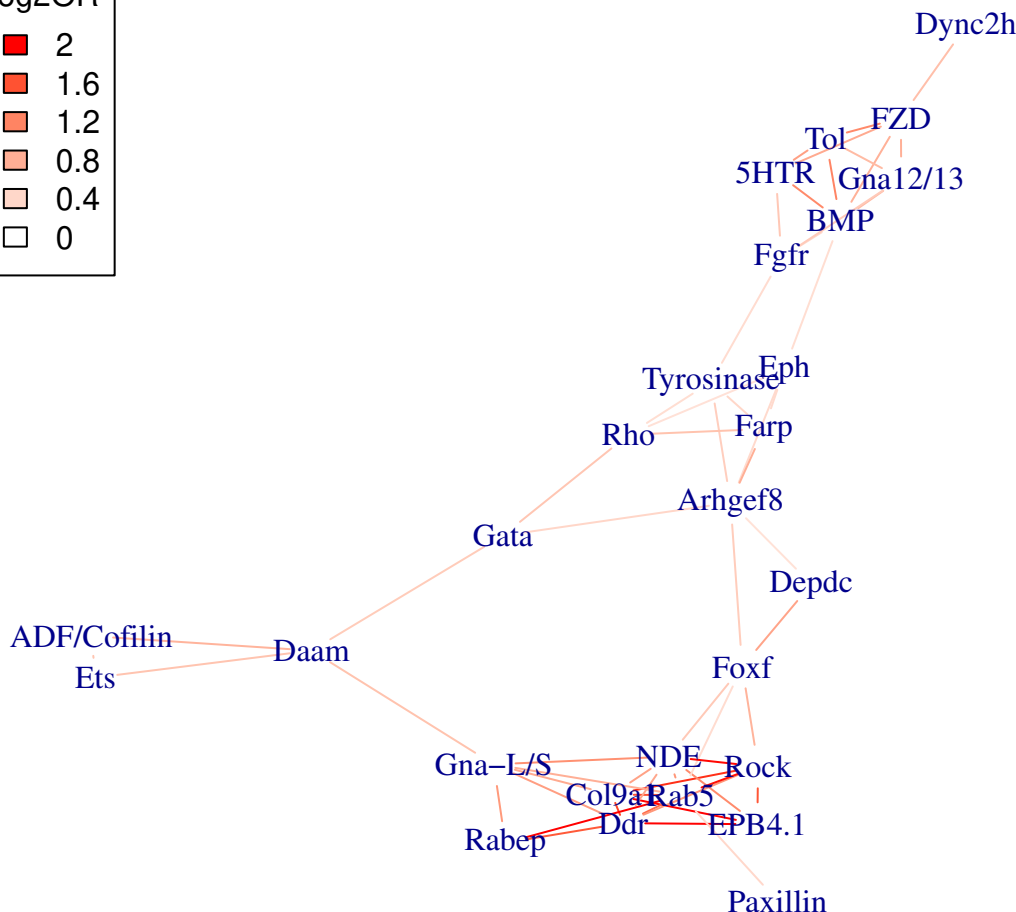 2
1.6
1.2
0.8
0.4
0
Dync2h
FZD
Tol
5HTR
Gna12/13
BMP
Fgfr
Eph
Tyrosinase
Farp
Rho
Arhgef8
Gata
Depdc
ADF/Cofilin
Daam
Foxf
Ets
NDE
Gna−L/S
Rock
Col9a1
Rab5
Ddr
EPB4.1
Rabep
Paxillin